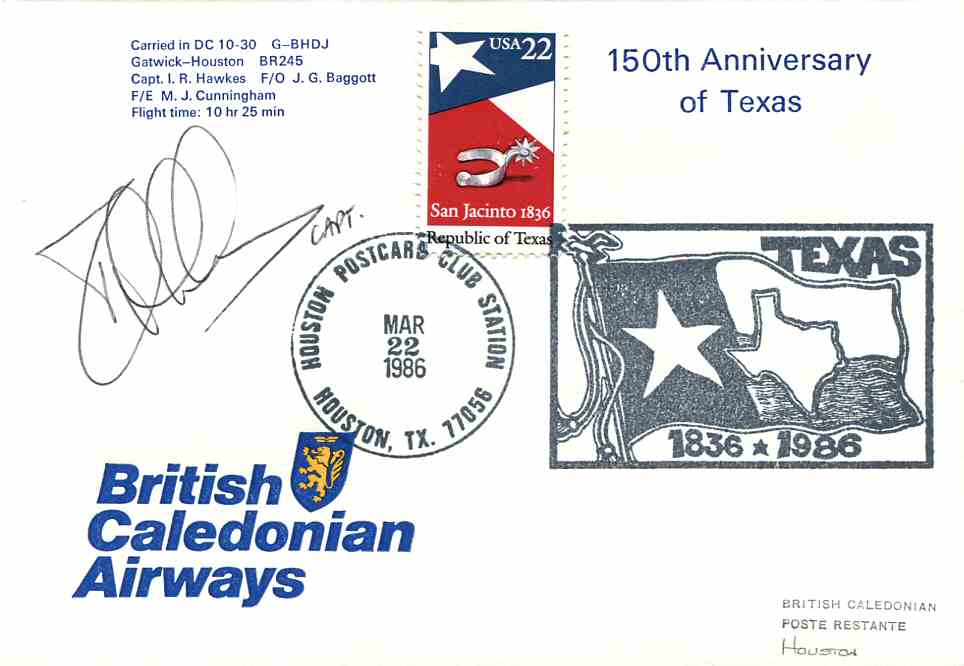 Carried in DC 10-30 G-BHDJ
Gatwick-Houston BR245
Capt. I. R. Hawkes F/O J. G. Baggott
F/E M. J. Cunningham
Flight time: 10 hr 25 min
USA22
San Jacinto 1836
Republic of Texas
150th Anniversary
of Texas
CAPT.
HOUSTON POSTCARD CLUB STATION
MAR
22
1986
HOUSTON, TX. 77056
TEXAS
1836 ★ 1986
British
Caledonian
Airways
BRITISH CALEDONIAN
POSTE RESTANTE
HOUSTON